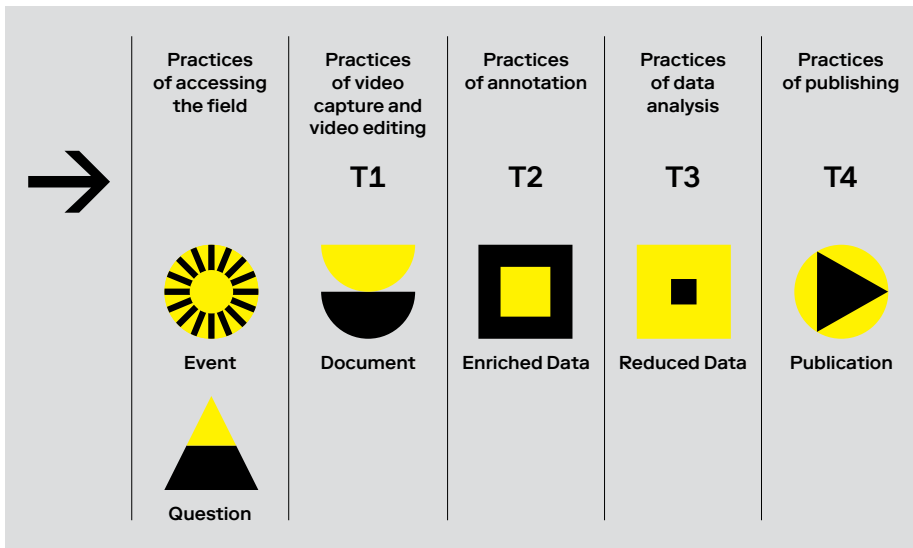 Practices
of accessing
the field
Practices
of video
capture and
video editing
Practices
of annotation
Practices
of data
analysis
Practices
of publishing
T1
T2
T3
T4
Event
Document
Enriched Data
Reduced Data
Publication
Question